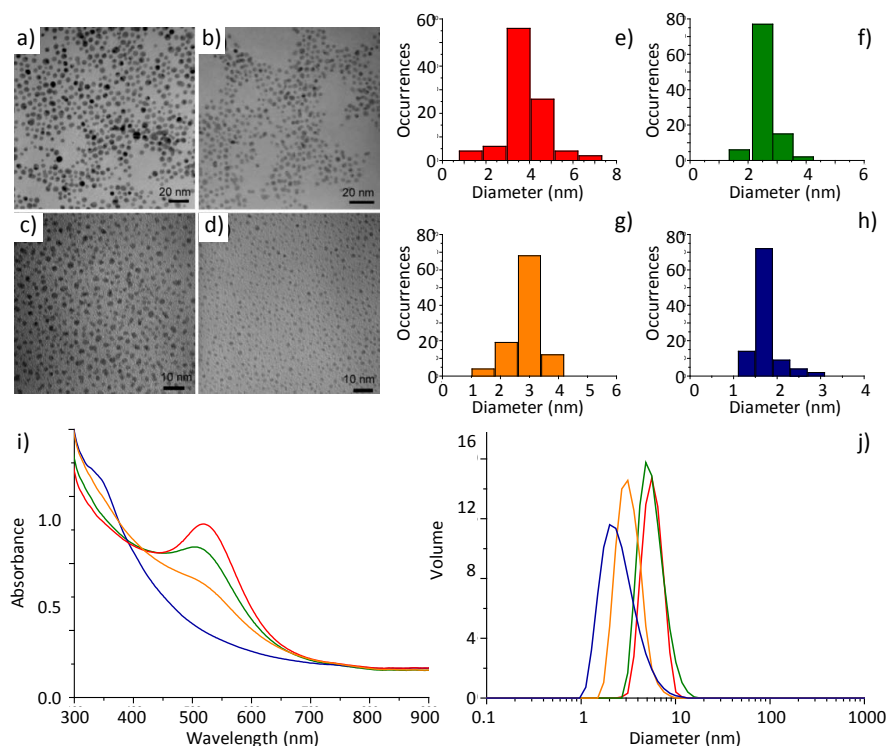 a)
b)
20 nm
20 nm
c)
d)
10 nm
10 nm
e)
Occurrences
60
40
20
0
0 2 4 6 8
Diameter (nm)
f)
Occurrences
80
60
40
20
0
0 2 4 6
Diameter (nm)
g)
Occurrences
80
60
40
20
0
0 1 2 3 4 5 6
Diameter (nm)
h)
Occurrences
80
60
40
20
0
0 1 2 3 4
Diameter (nm)
i)
Absorbance
1.0
0.5
0.0
300 400 500 600 700 800 900
Wavelength (nm)
j)
Volume
16
12
8
4
0
0.1 1 10 100 1000
Diameter (nm)